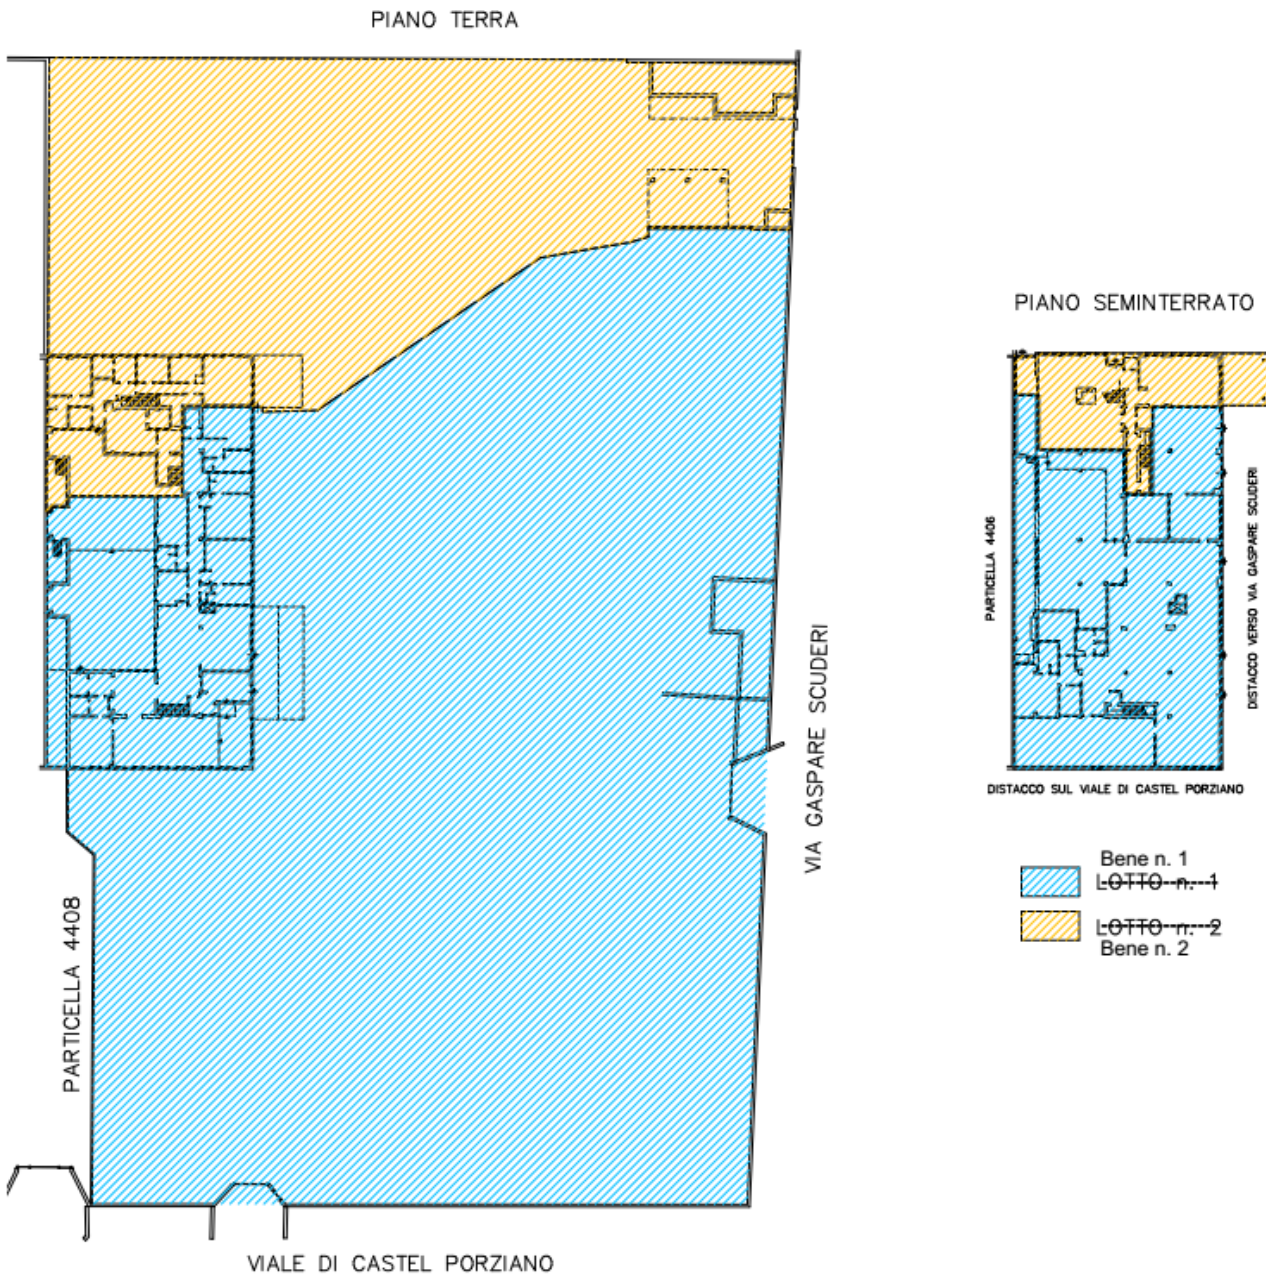 PIANO TERRA
PIANO SEMINTERRATO
PARTICELLA 4406
DISTACCO VERSO VIA GASPARE SCUDERI
DISTACCO SUL VIALE DI CASTEL PORZIANO
VIA GASPARE SCUDERI
Bene n. 1
LOTTO n. 1
LOTTO n. 2
Bene n. 2
PARTICELLA 4408
VIALE DI CASTEL PORZIANO